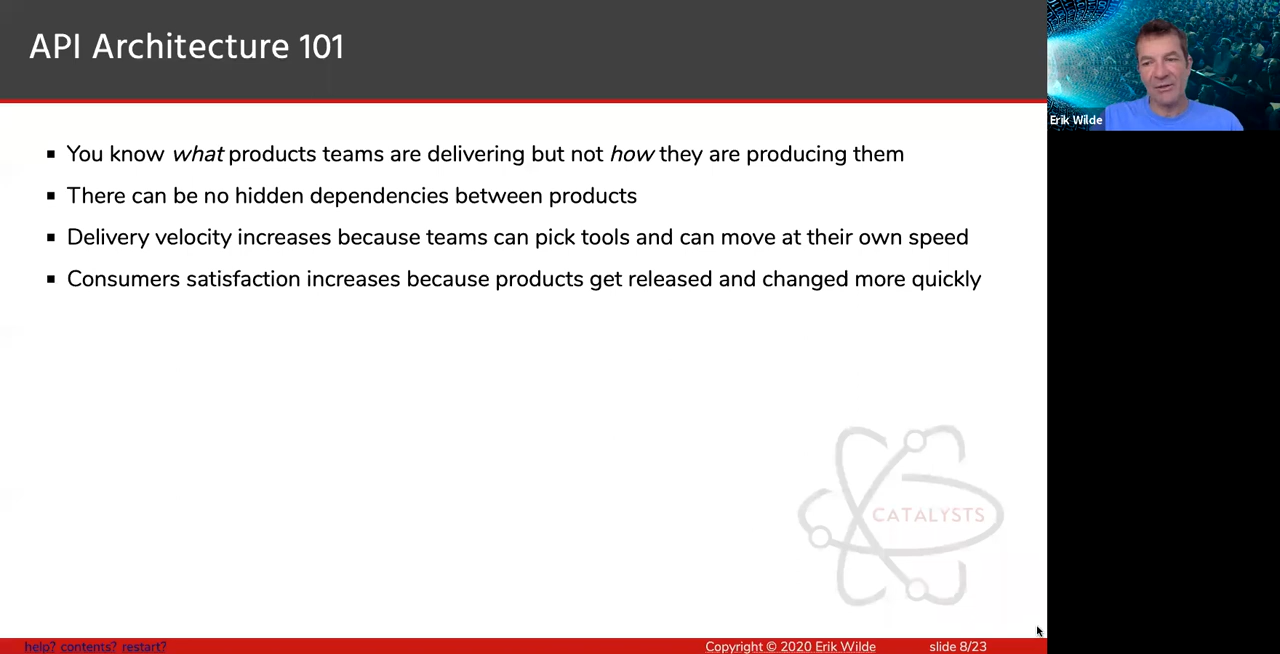 API Architecture 101
Erik Wilde
You know what products teams are delivering but not how they are producing them
There can be no hidden dependencies between products
Delivery velocity increases because teams can pick tools and can move at their own speed
Consumers satisfaction increases because products get released and changed more quickly
CATALYSTS
help? contents? restart? Copyright © 2020 Erik Wilde slide 8/23